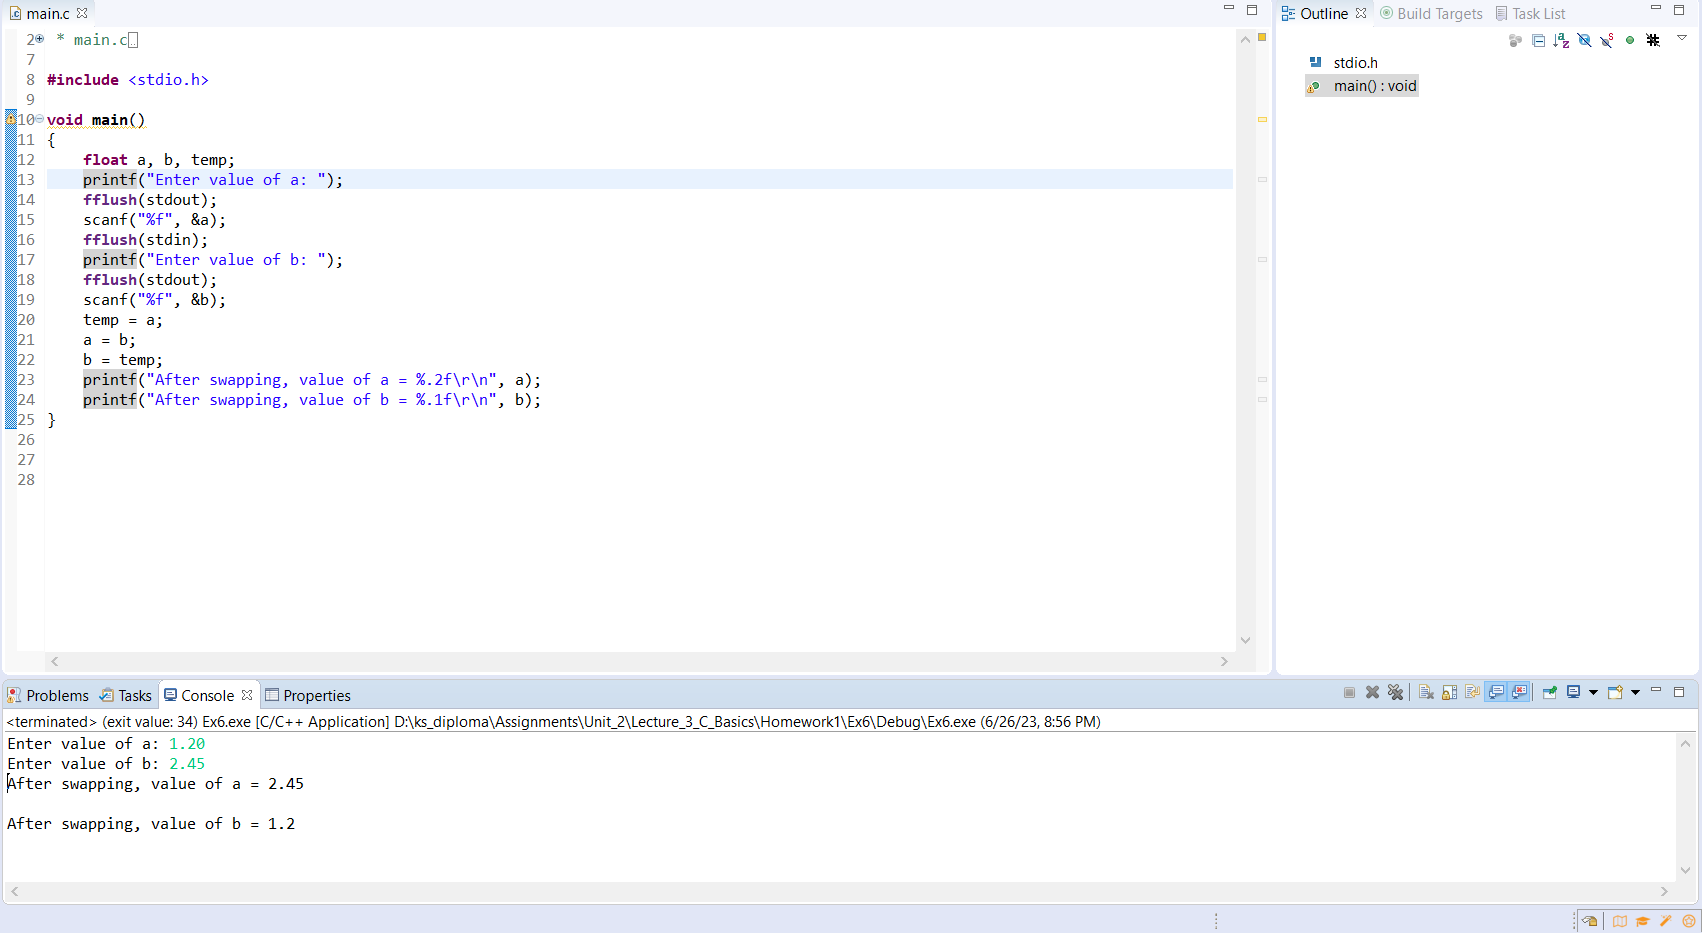 main.c
2 * main.c
7
8 #include <stdio.h>
9
10 void main()
11 {
12     float a, b, temp;
13     printf("Enter value of a: ");
14     fflush(stdout);
15     scanf("%f", &a);
16     fflush(stdin);
17     printf("Enter value of b: ");
18     fflush(stdout);
19     scanf("%f", &b);
20     temp = a;
21     a = b;
22     b = temp;
23     printf("After swapping, value of a = %.2f\r\n", a);
24     printf("After swapping, value of b = %.1f\r\n", b);
25 }
26
27
28
Outline Build Targets Task List
stdio.h
main() : void
Problems Tasks Console Properties
<terminated> (exit value: 34) Ex6.exe [C/C++ Application] D:\ks_diploma\Assignments\Unit_2\Lecture_3_C_Basics\Homework1\Ex6\Debug\Ex6.exe (6/26/23, 8:56 PM)
Enter value of a: 1.20
Enter value of b: 2.45
After swapping, value of a = 2.45
After swapping, value of b = 1.2